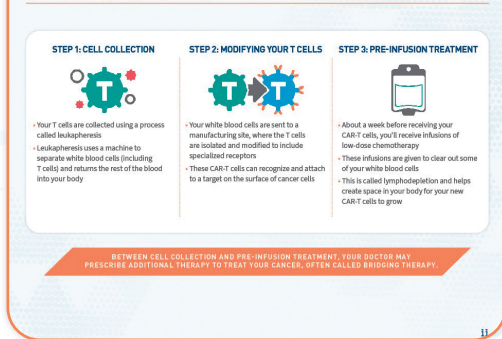 STEP 1: CELL COLLECTION
T
• Your T cells are collected using a process
called leukapheresis
• Leukapheresis uses a machine to
separate white blood cells (including
T cells) and returns the rest of the blood
into your body
STEP 2: MODIFYING YOUR T CELLS
T T
• Your white blood cells are sent to a
manufacturing site, where the T cells
are isolated and modified to include
specialized receptors
• These CAR-T cells can recognize and attach
to a target on the surface of cancer cells
STEP 3: PRE-INFUSION TREATMENT
• About a week before receiving your
CAR-T cells, you'll receive infusions of
low-dose chemotherapy
• These infusions are given to clear out some
of your white blood cells
• This is called lymphodepletion and helps
create space in your body for your new
CAR-T cells to grow
BETWEEN CELL COLLECTION AND PRE-INFUSION TREATMENT, YOUR DOCTOR MAY
PRESCRIBE ADDITIONAL THERAPY TO TREAT YOUR CANCER, OFTEN CALLED BRIDGING THERAPY.
ii